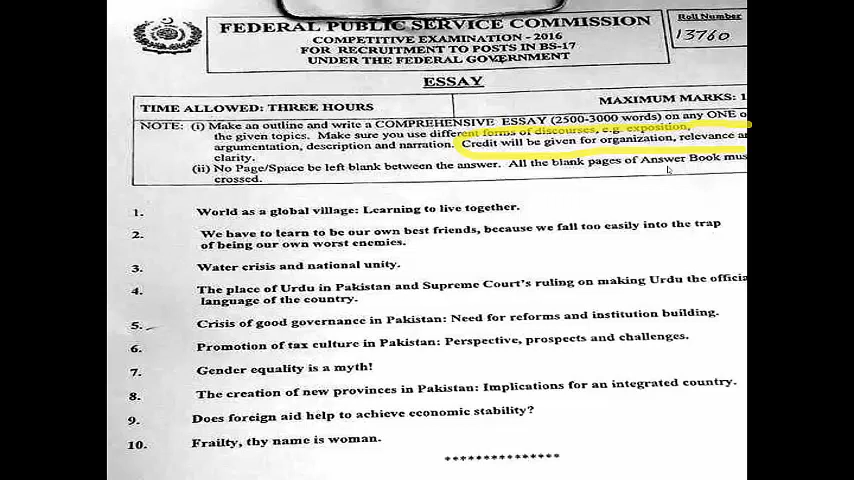 FEDERAL PUBLIC SERVICE COMMISSION
COMPETITIVE EXAMINATION - 2016
FOR RECRUITMENT TO POSTS IN BS-17
UNDER THE FEDERAL GOVERNMENT
Roll Number
13760
ESSAY
TIME ALLOWED: THREE HOURS
MAXIMUM MARKS: 1
NOTE: (i) Make an outline and write a COMPREHENSIVE ESSAY (2500-3000 words) on any ONE o
the given topics. Make sure you use different forms of discourses, e.g. exposition,
argumentation, description and narration. Credit will be given for organization, relevance an
clarity.
(ii) No Page/Space be left blank between the answer. All the blank pages of Answer Book mus
crossed.
1. World as a global village: Learning to live together.
2. We have to learn to be our own best friends, because we fall too easily into the trap
of being our own worst enemies.
3. Water crisis and national unity.
4. The place of Urdu in Pakistan and Supreme Court's ruling on making Urdu the officia
language of the country.
5. Crisis of good governance in Pakistan: Need for reforms and institution building.
6. Promotion of tax culture in Pakistan: Perspective, prospects and challenges.
7. Gender equality is a myth!
8. The creation of new provinces in Pakistan: Implications for an integrated country.
9. Does foreign aid help to achieve economic stability?
10. Frailty, thy name is woman.
***************